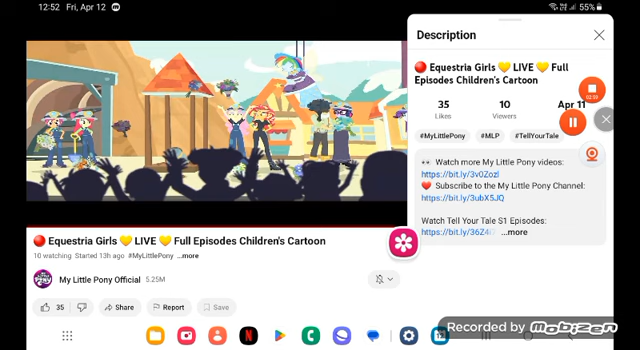 12:52 Fri, Apr 12
55%
Description
🔴 Equestria Girls 💛 LIVE 💛 Full
Episodes Children's Cartoon
35
10
Apr 11
Likes
Viewers
#MyLittlePony
#MLP
#TellYourTale
👀 Watch more My Little Pony videos:
https://bit.ly/3v0Zozl
❤️ Subscribe to the My Little Pony Channel:
https://bit.ly/3ubX5JQ
Watch Tell Your Tale S1 Episodes:
...more
🔴 Equestria Girls 💛 LIVE 💛 Full Episodes Children's Cartoon
10 watching Started 13h ago #MyLittlePony ...more
My Little Pony Official 5.25M
35
Share
Report
Save
Recorded by Mobizen